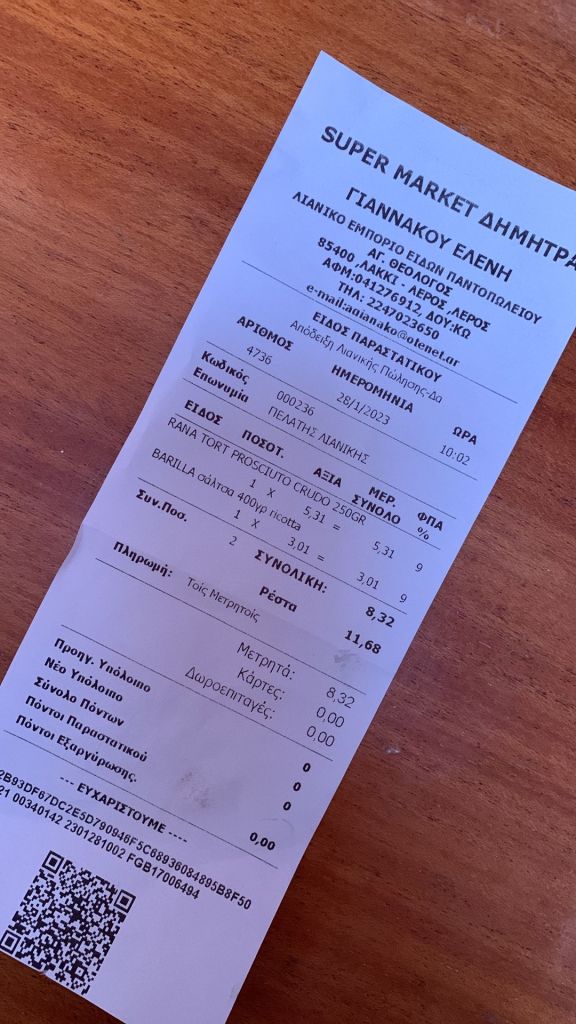 SUPER MARKET ΔΗΜΗΤΡΑ
ΓΙΑΝΝΑΚΟΥ ΕΛΕΝΗ
ΛΙΑΝΙΚΟ ΕΜΠΟΡΙΟ ΕΙΔΩΝ ΠΑΝΤΟΠΩΛΕΙΟΥ
ΑΓ. ΘΕΟΛΟΓΟΣ
85400 ,ΛΑΚΚΙ - ΛΕΡΟΣ ,ΛΕΡΟΣ
ΑΦΜ:041276912, ΔΟΥ:ΚΩ
ΤΗΛ: 2247023650
e-mail:agianako@otenet.gr
ΕΙΔΟΣ ΠΑΡΑΣΤΑΤΙΚΟΥ
Απόδειξη Λιανικής Πώλησης-Δα
ΑΡΙΘΜΟΣ ΗΜΕΡΟΜΗΝΙΑ ΩΡΑ
4736 28/1/2023 10:02
Κωδικός 000236
Επωνυμία ΠΕΛΑΤΗΣ ΛΙΑΝΙΚΗΣ
ΕΙΔΟΣ ΠΟΣΟΤ. ΑΞΙΑ ΜΕΡ. ΣΥΝΟΛΟ ΦΠΑ %
RANA TORT PROSCIUTO CRUDO 250GR
1 X 5,31 = 5,31 9
BARILLA σάλτσα 400γρ ricotta
1 X 3,01 = 3,01 9
Συν.Ποσ. 2 ΣΥΝΟΛΙΚΗ: 8,32
Ρέστα 11,68
Πληρωμή: Τοίς Μετρητοίς
Μετρητά: 8,32
Κάρτες: 0,00
Δωροεπιταγές: 0,00
Προηγ. Υπόλοιπο 0
Νέο Υπόλοιπο 0
Σύνολο Πόντων 0
Πόντοι Παραστατικού
Πόντοι Εξαργύρωσης. 0,00
--- ΕΥΧΑΡΙΣΤΟΥΜΕ ----
2B93DF67DC2E5D790946F5C68936084895B8F50
21 00340142 2301281002 FGB17006494